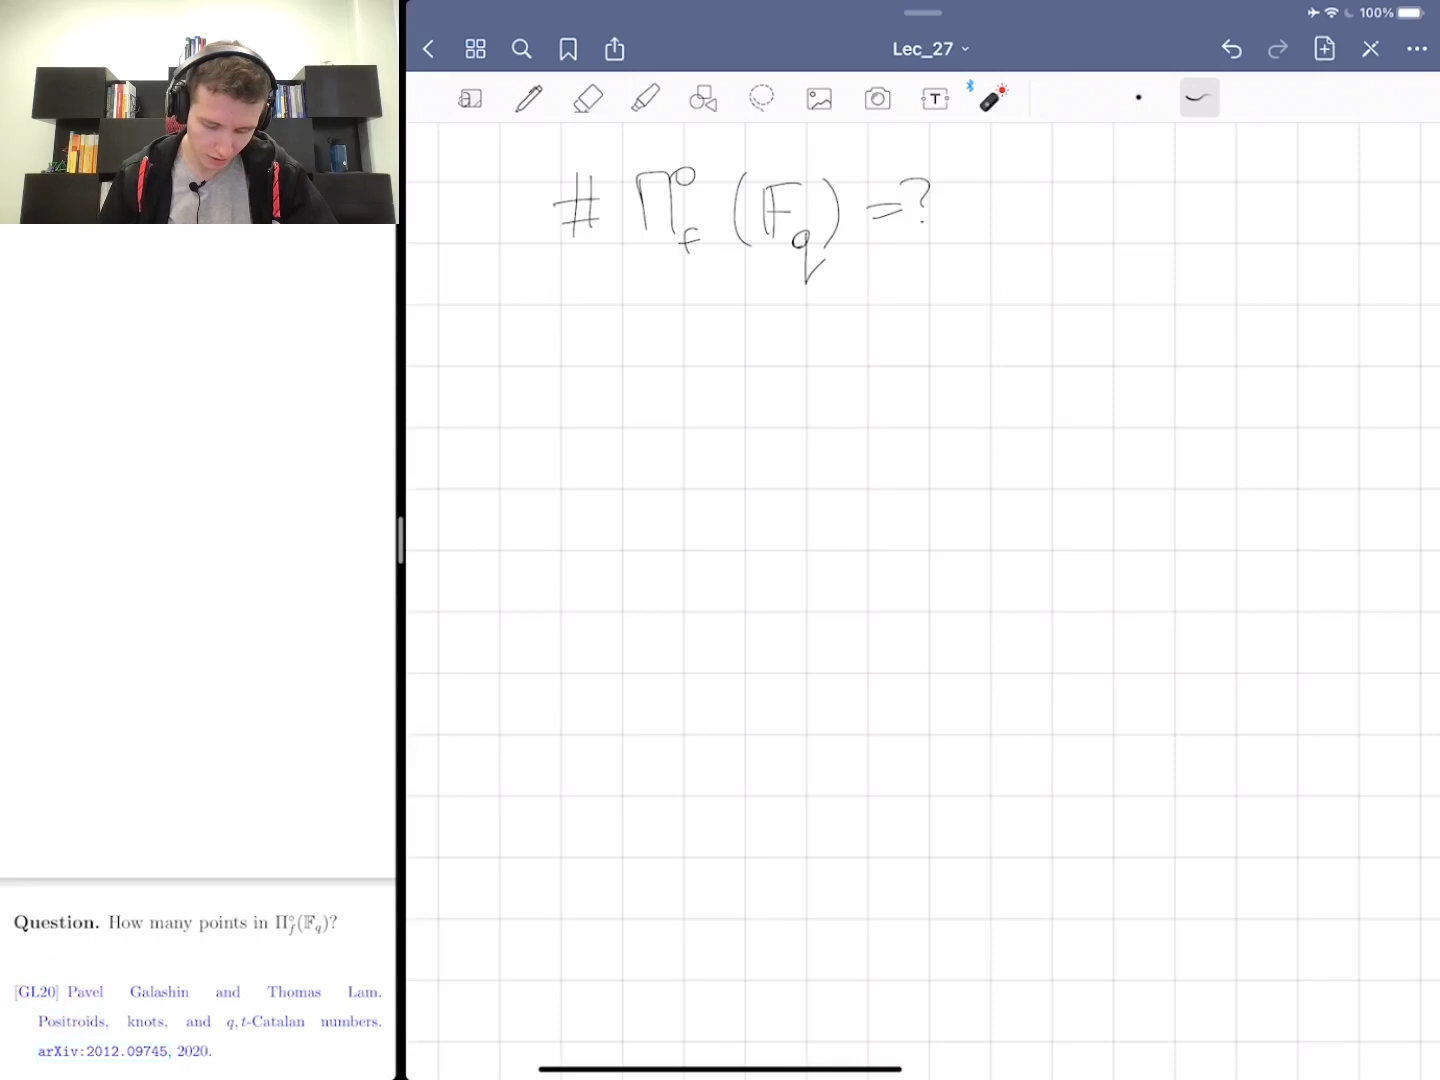 100%
Lec_27
T
# Π°_f (𝔽_q) = ?
Question. How many points in Π°_f(𝔽_q)?
[GL20] Pavel Galashin and Thomas Lam.
Positroids, knots, and q, t-Catalan numbers.
arXiv:2012.09745, 2020.